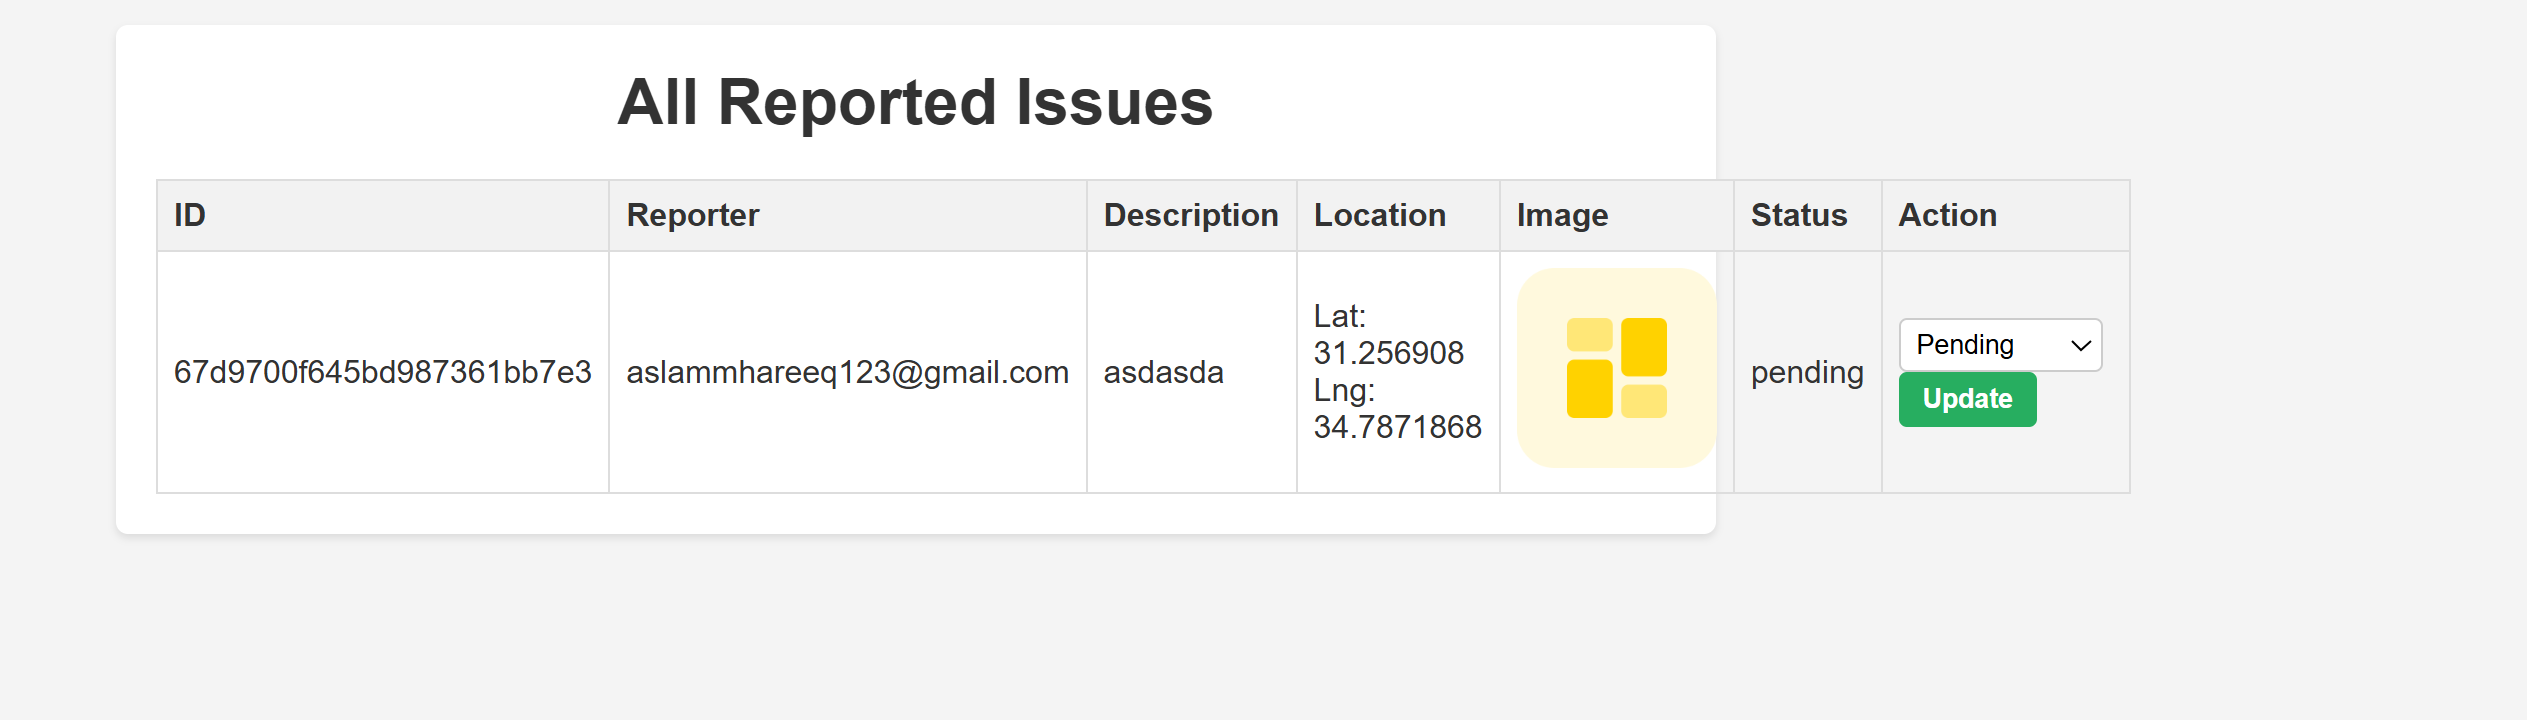 All Reported Issues
ID Reporter Description Location Image Status Action
67d9700f645bd987361bb7e3 aslammhareeq123@gmail.com asdasda
Lat:
31.256908
Lng:
34.7871868
pending
Pending
Update